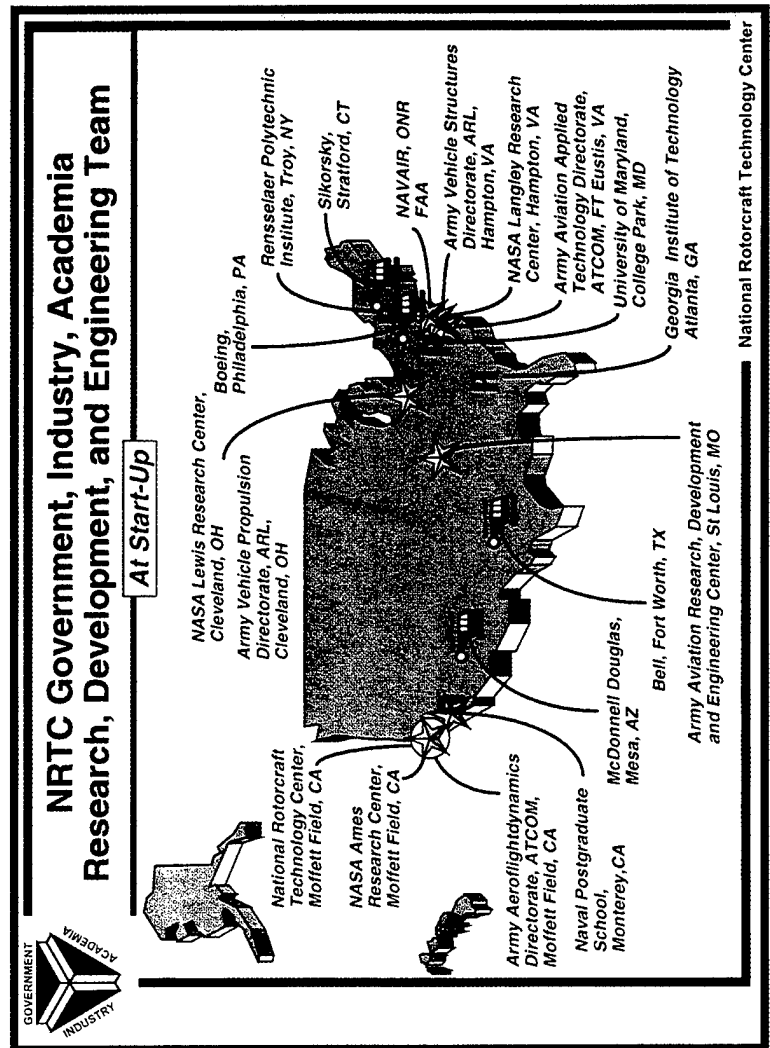 GOVERNMENT
INDUSTRY
ACADEMIA
NRTC Government, Industry, Academia
Research, Development, and Engineering Team
At Start-Up
National Rotorcraft
Technology Center,
Moffett Field, CA
NASA Ames
Research Center,
Moffett Field, CA
Army Aeroflightdynamics
Directorate, ATCOM,
Moffett Field, CA
Naval Postgraduate
School,
Monterey,CA
McDonnell Douglas,
Mesa, AZ
Bell, Fort Worth, TX
Army Aviation Research, Development
and Engineering Center, St Louis, MO
NASA Lewis Research Center,
Cleveland, OH
Army Vehicle Propulsion
Directorate, ARL,
Cleveland, OH
Boeing,
Philadelphia, PA
Rensselaer Polytechnic
Institute, Troy, NY
Sikorsky,
Stratford, CT
NAVAIR, ONR
FAA
Army Vehicle Structures
Directorate, ARL,
Hampton, VA
NASA Langley Research
Center, Hampton, VA
Army Aviation Applied
Technology Directorate,
ATCOM, FT Eustis, VA
University of Maryland,
College Park, MD
Georgia Institute of Technology
Atlanta, GA
National Rotorcraft Technology Center